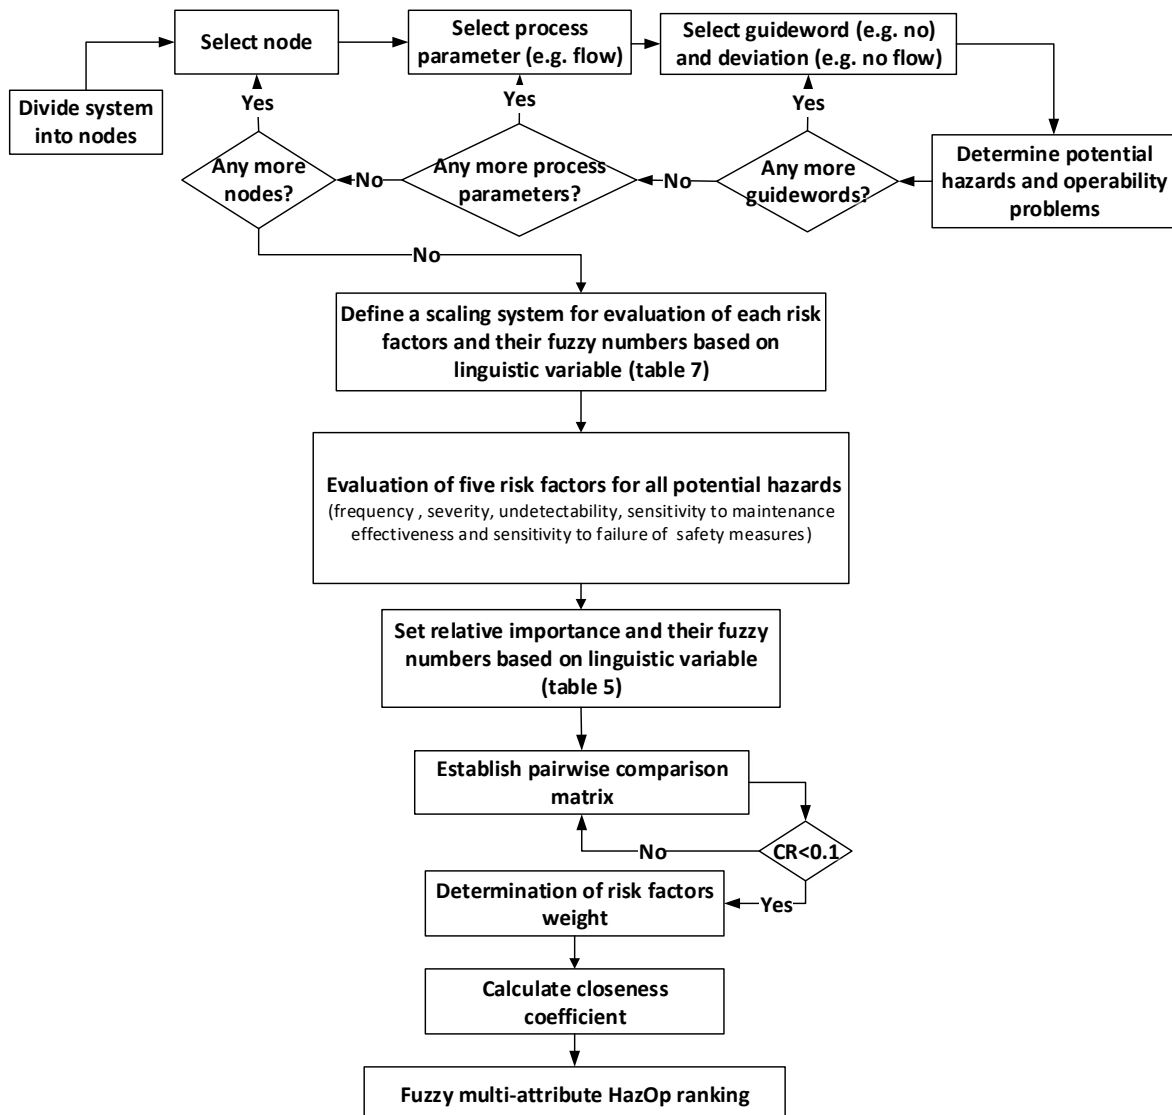 Select node
Select process
parameter (e.g. flow)
Select guideword (e.g. no)
and deviation (e.g. no flow)
Divide system
into nodes
Yes
Yes
Yes
Any more
nodes?
No
Any more process
parameters?
No
Any more
guidewords?
Determine potential
hazards and operability
problems
No
Define a scaling system for evaluation of each risk
factors and their fuzzy numbers based on
linguistic variable (table 7)
Evaluation of five risk factors for all potential hazards
(frequency , severity, undetectability, sensitivity to maintenance
effectiveness and sensitivity to failure of safety measures)
Set relative importance and their fuzzy
numbers based on linguistic variable
(table 5)
Establish pairwise comparison
matrix
No
CR<0.1
Determination of risk factors
weight
Yes
Calculate closeness
coefficient
Fuzzy multi-attribute HazOp ranking